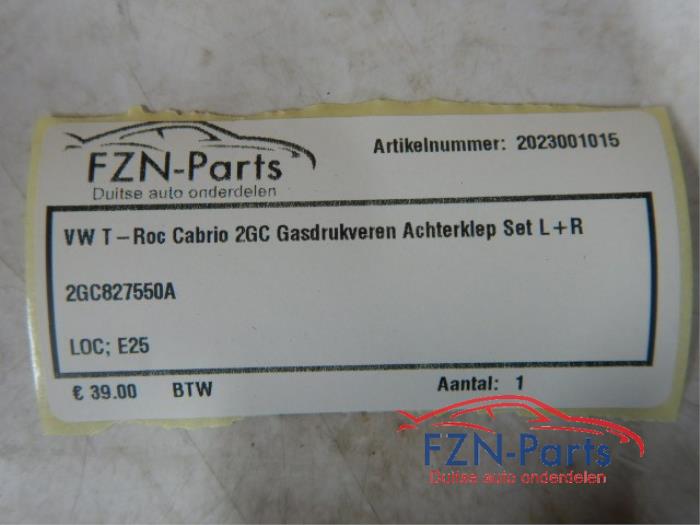 FZN-Parts
Duitse auto onderdelen
Artikelnummer: 2023001015
VW T-Roc Cabrio 2GC Gasdrukveren Achterklep Set L+R
2GC827550A
LOC; E25
€ 39.00 BTW Aantal: 1
FZN-Parts
Duitse auto onderdelen